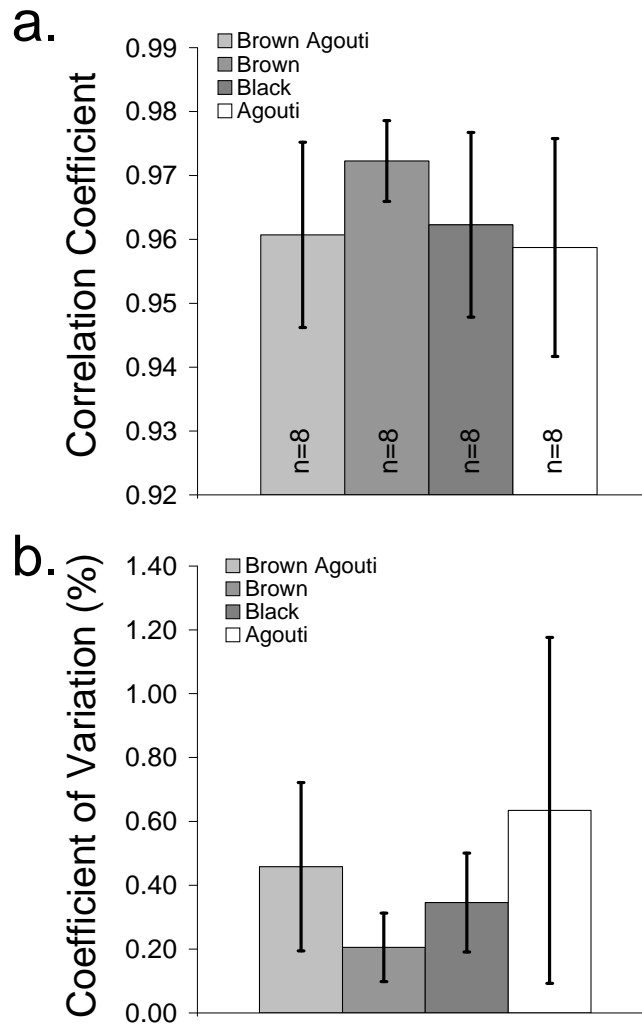 a.
Correlation Coefficient
0.99
0.98
0.97
0.96
0.95
0.94
0.93
0.92
Brown Agouti
Brown
Black
Agouti
n=8
n=8
n=8
n=8
b.
Coefficient of Variation (%)
1.40
1.20
1.00
0.80
0.60
0.40
0.20
0.00
Brown Agouti
Brown
Black
Agouti